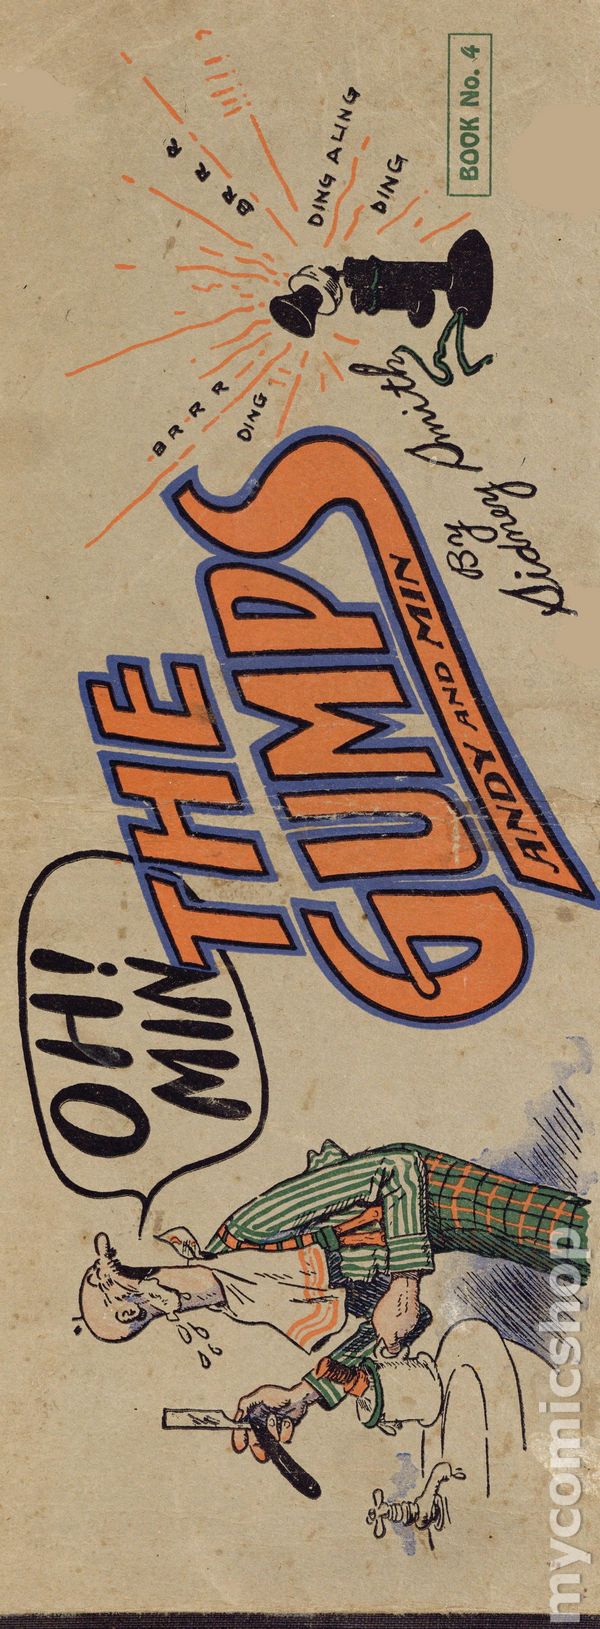 OH!
MIN
THE
GUMPS
ANDY AND MIN
By
Sidney Smith
BRRR
DING
BRRR
DING A LING
DING
BOOK No. 4
mycomicshop